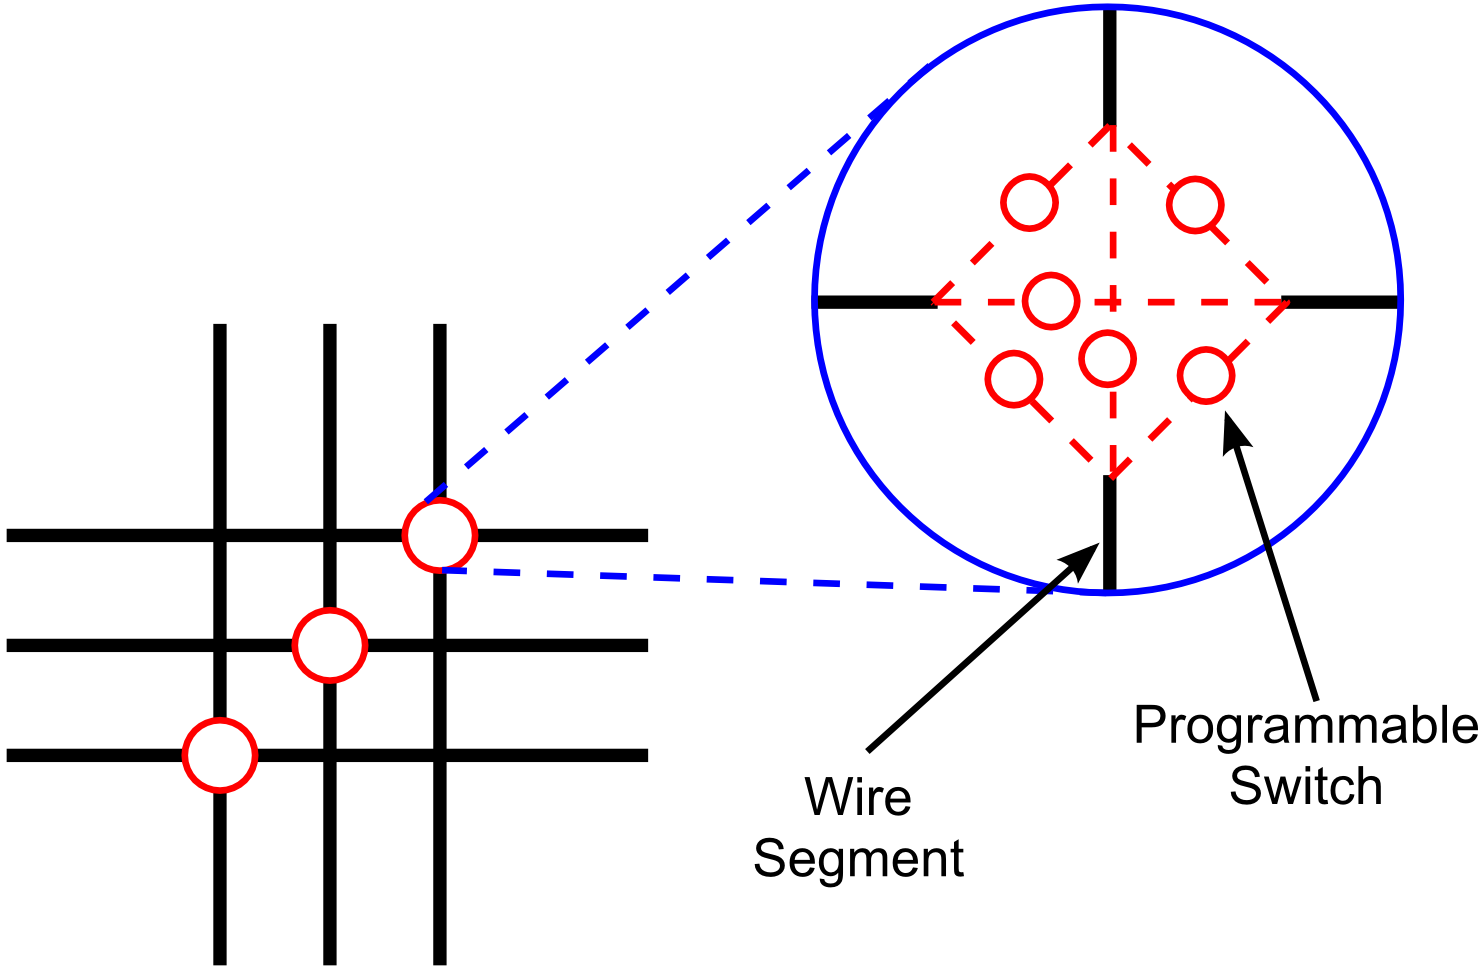 Programmable
Switch
Wire
Segment